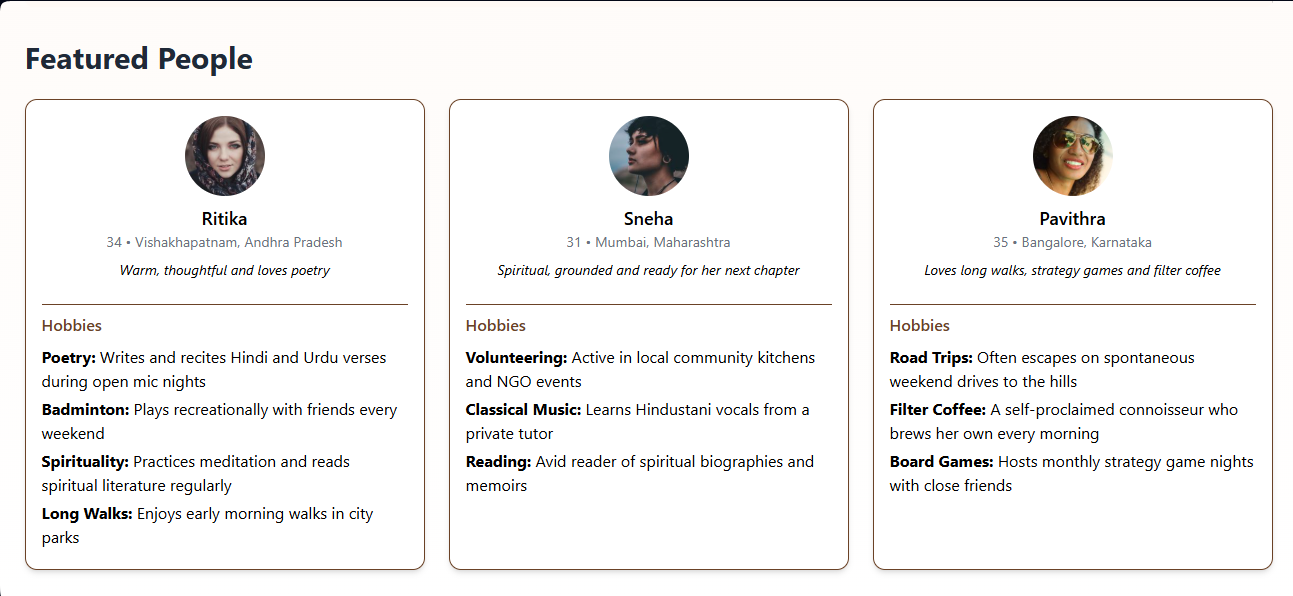 Featured People
Ritika
34 • Vishakhapatnam, Andhra Pradesh
Warm, thoughtful and loves poetry
Hobbies
Poetry: Writes and recites Hindi and Urdu verses
during open mic nights
Badminton: Plays recreationally with friends every
weekend
Spirituality: Practices meditation and reads
spiritual literature regularly
Long Walks: Enjoys early morning walks in city
parks
Sneha
31 • Mumbai, Maharashtra
Spiritual, grounded and ready for her next chapter
Hobbies
Volunteering: Active in local community kitchens
and NGO events
Classical Music: Learns Hindustani vocals from a
private tutor
Reading: Avid reader of spiritual biographies and
memoirs
Pavithra
35 • Bangalore, Karnataka
Loves long walks, strategy games and filter coffee
Hobbies
Road Trips: Often escapes on spontaneous
weekend drives to the hills
Filter Coffee: A self-proclaimed connoisseur who
brews her own every morning
Board Games: Hosts monthly strategy game nights
with close friends